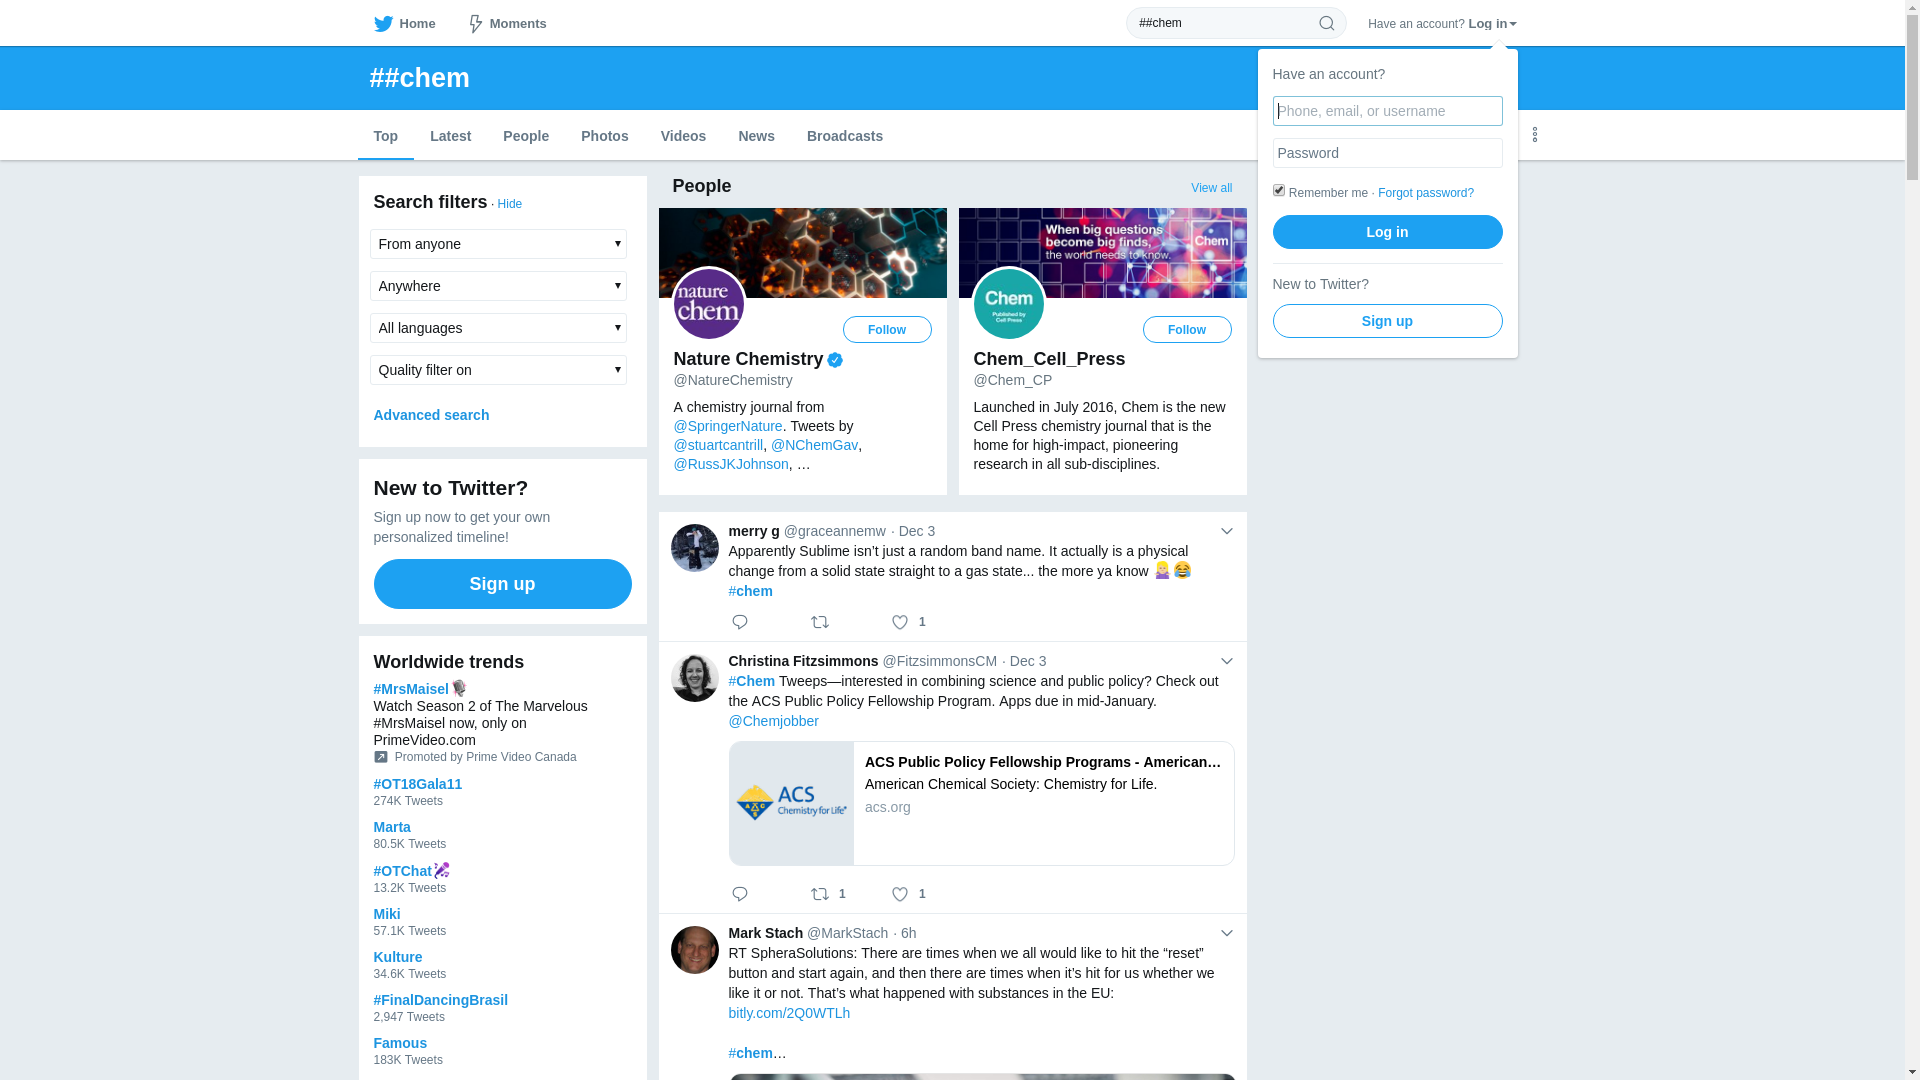 Home
Moments
##chem
Have an account? Log in
##chem
Top
Latest
People
Photos
Videos
News
Broadcasts
Have an account?
Phone, email, or username
Password
Remember me · Forgot password?
Log in
New to Twitter?
Sign up
Search filters · Hide
From anyone
Anywhere
All languages
Quality filter on
Advanced search
New to Twitter?
Sign up now to get your own
personalized timeline!
Sign up
Worldwide trends
#MrsMaisel
Watch Season 2 of The Marvelous
#MrsMaisel now, only on
PrimeVideo.com
Promoted by Prime Video Canada
#OT18Gala11
274K Tweets
Marta
80.5K Tweets
#OTChat
13.2K Tweets
Miki
57.1K Tweets
Kulture
34.6K Tweets
#FinalDancingBrasil
2,947 Tweets
Famous
183K Tweets
People
View all
nature
chem
Follow
Nature Chemistry
@NatureChemistry
A chemistry journal from
@SpringerNature. Tweets by
@stuartcantrill, @NChemGav,
@RussJKJohnson, …
When big questions
become big finds,
the world needs to know.
Chem
Chem
Published by
Cell Press
Follow
Chem_Cell_Press
@Chem_CP
Launched in July 2016, Chem is the new
Cell Press chemistry journal that is the
home for high-impact, pioneering
research in all sub-disciplines.
merry g @graceannemw · Dec 3
Apparently Sublime isn’t just a random band name. It actually is a physical
change from a solid state straight to a gas state... the more ya know 🤷🏼‍♀️😂
#chem
1
Christina Fitzsimmons @FitzsimmonsCM · Dec 3
#Chem Tweeps—interested in combining science and public policy? Check out
the ACS Public Policy Fellowship Program. Apps due in mid-January.
@Chemjobber
ACS
Chemistry for Life®
ACS Public Policy Fellowship Programs - American…
American Chemical Society: Chemistry for Life.
acs.org
1
1
Mark Stach @MarkStach · 6h
RT SpheraSolutions: There are times when we all would like to hit the “reset”
button and start again, and then there are times when it’s hit for us whether we
like it or not. That’s what happened with substances in the EU:
bitly.com/2Q0WTLh
#chem…